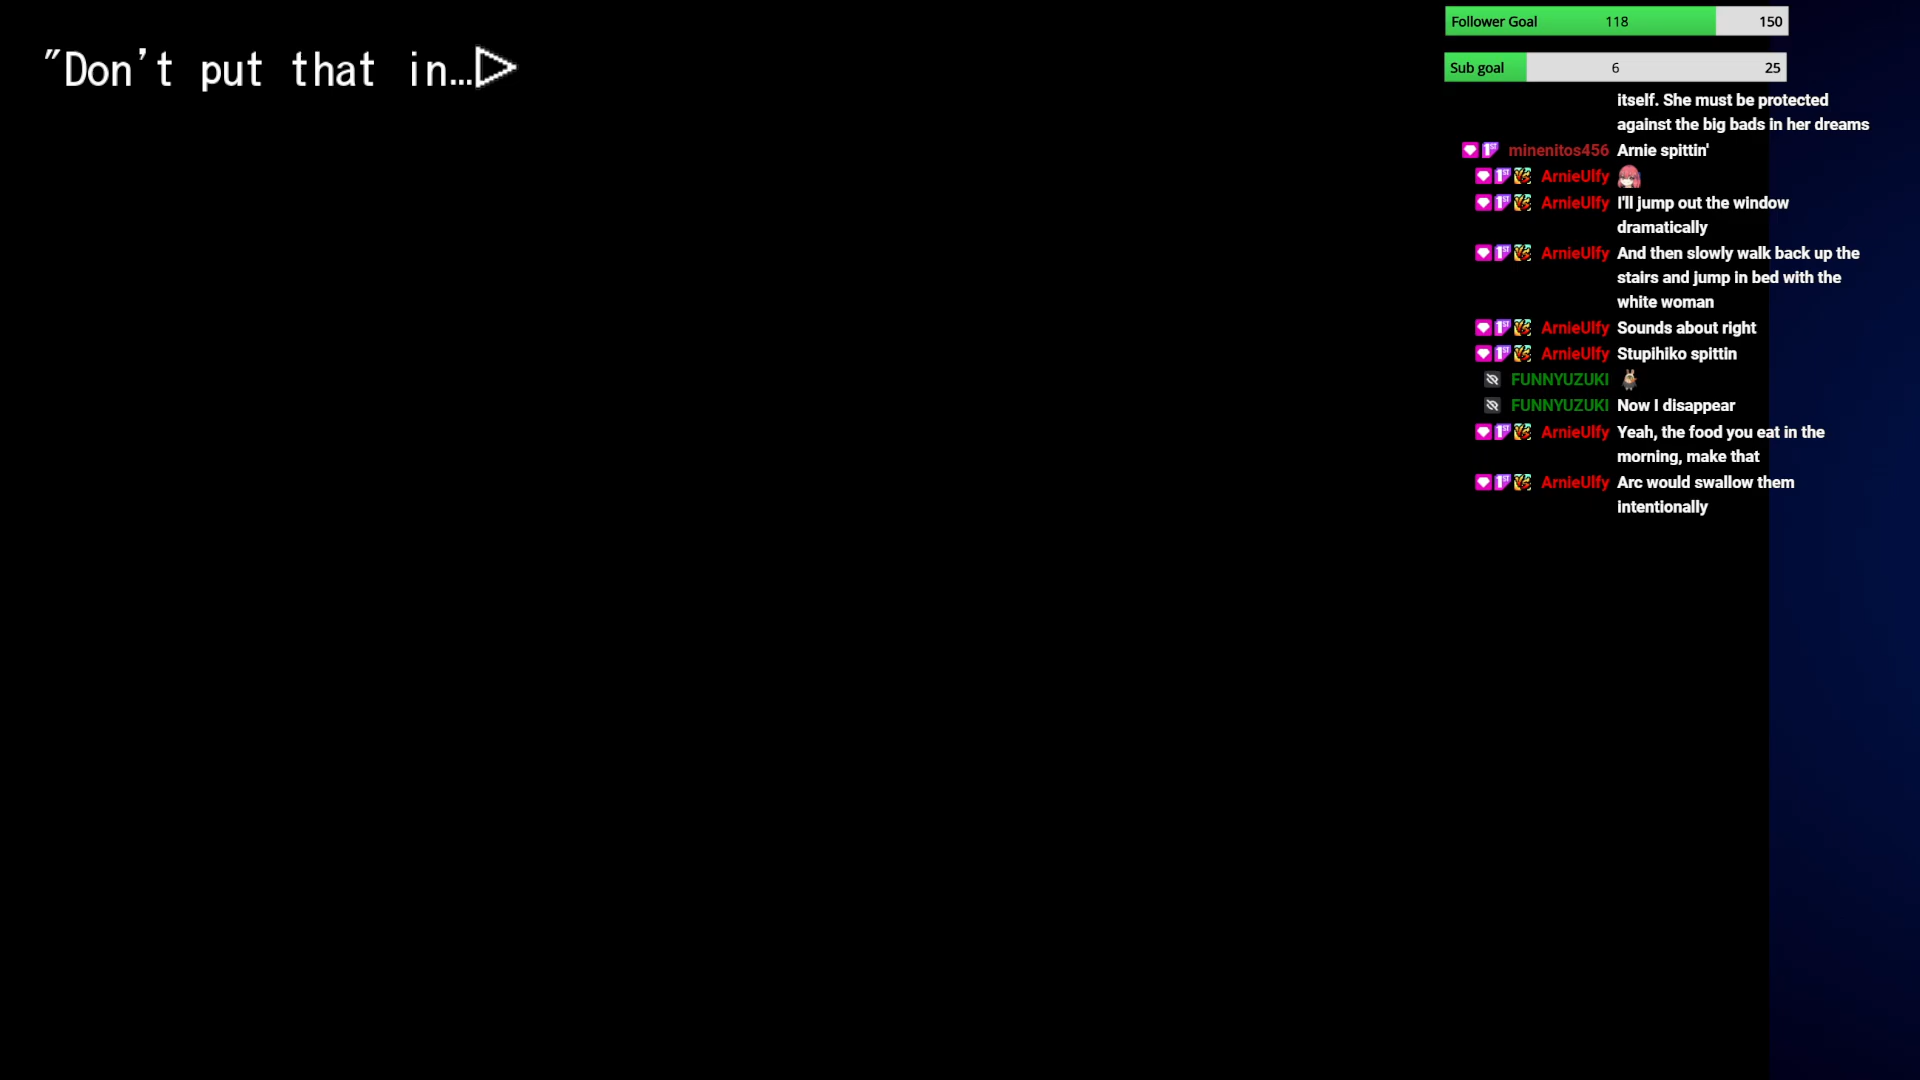 "Don't put that in…▷
Follower Goal 118 150
Sub goal 6 25
itself. She must be protected
against the big bads in her dreams
minenitos456 Arnie spittin'
ArnieUlfy
ArnieUlfy I'll jump out the window
dramatically
ArnieUlfy And then slowly walk back up the
stairs and jump in bed with the
white woman
ArnieUlfy Sounds about right
ArnieUlfy Stupihiko spittin
FUNNYUZUKI
FUNNYUZUKI Now I disappear
ArnieUlfy Yeah, the food you eat in the
morning, make that
ArnieUlfy Arc would swallow them
intentionally